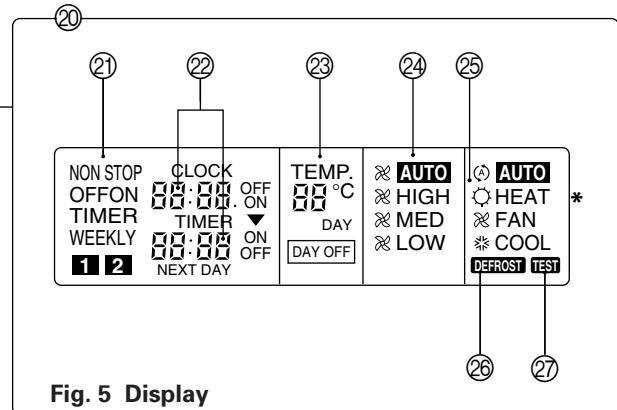 ⑳
㉑ ㉒ ㉓ ㉔ ㉕
NON STOP
OFFON
TIMER
WEEKLY
1 2
CLOCK
88:88. OFF
ON
TIMER ▼
88:88 ON
OFF
NEXT DAY
TEMP.
88 °C
DAY
DAY OFF
AUTO
HIGH
MED
LOW
A AUTO
HEAT *
FAN
COOL
DEFROST TEST
㉖ ㉗
Fig. 5 Display